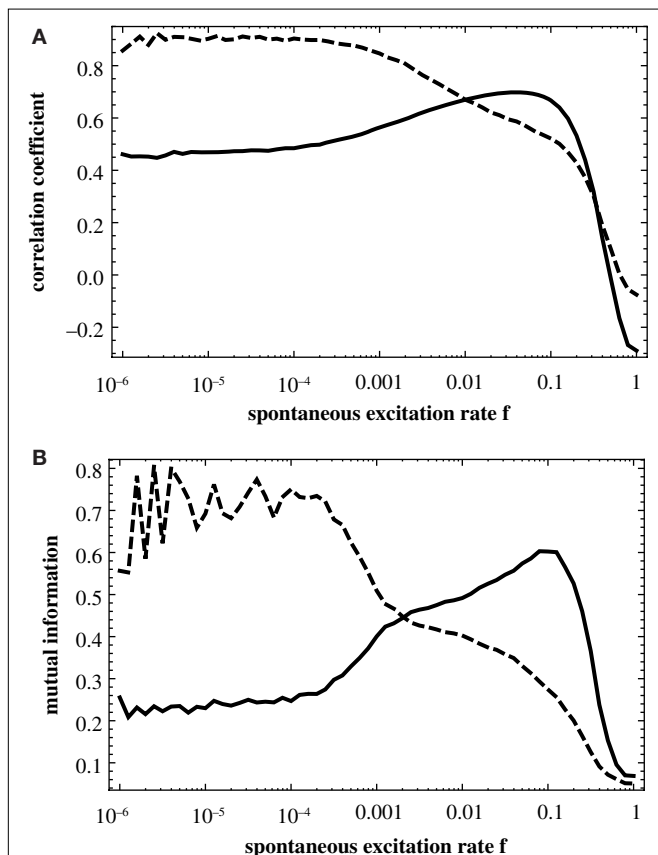 A
0.8
0.6
0.4
0.2
0.0
−0.2
correlation coefficient
10⁻⁶ 10⁻⁵ 10⁻⁴ 0.001 0.01 0.1 1
spontaneous excitation rate f
B
0.8
0.7
0.6
0.5
0.4
0.3
0.2
0.1
mutual information
10⁻⁶ 10⁻⁵ 10⁻⁴ 0.001 0.01 0.1 1
spontaneous excitation rate f